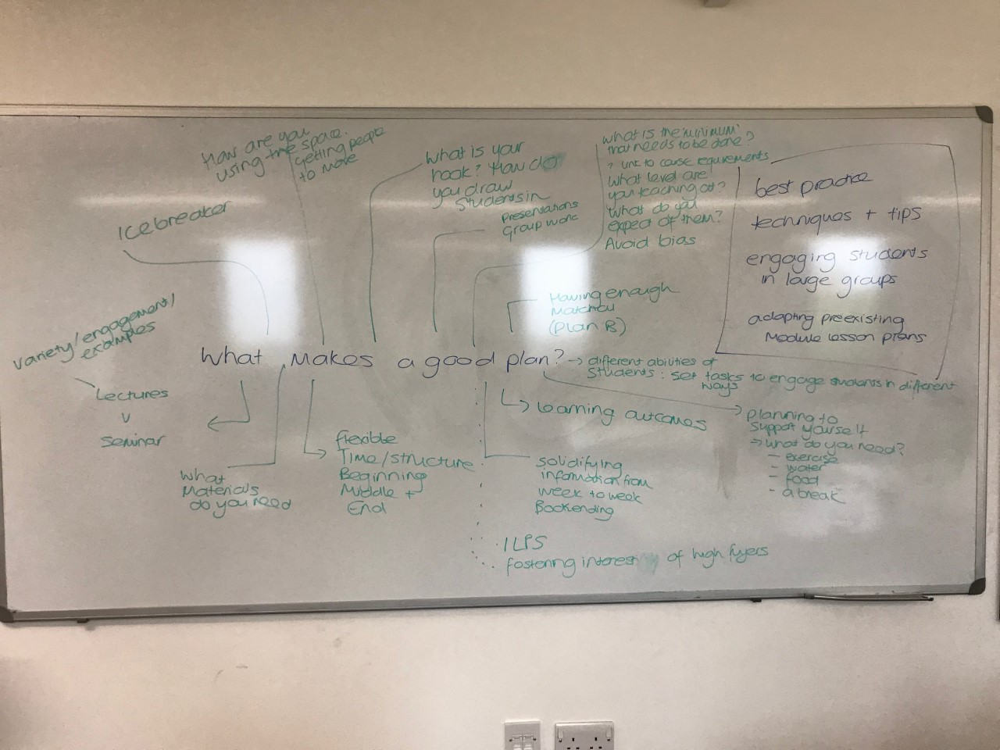 How are you
using the space.
getting people
to move
Icebreaker
What is your
hook? How do
you draw
students in
Presentations
Group work
what is the 'minimum'
that needs to be done?
? link to course requirements
What level are
you teaching at?
What do you
expect of them?
Avoid bias
best practice
techniques + tips
engaging students
in large groups
adapting preexisting
Module lesson plans
Having enough
Material
(Plan B)
variety/engagement/
examples
Lectures
v
seminar
What makes a good plan?
→ different abilities of
students: set tasks to engage students in different
ways
Learning outcomes
planning to
support yourself
→ what do you need?
- exercise
- water
- food
- a break
what
Materials
do you need
flexible
Time/structure
Beginning
Middle +
End
solidifying
information from
week to week
Bookending
ILPS
fostering interest of high flyers